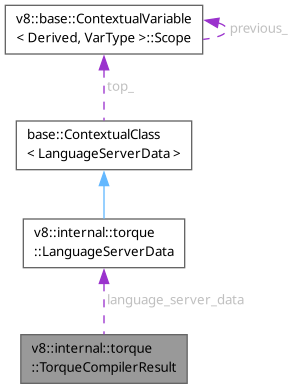 v8::base::ContextualVariable
< Derived, VarType >::Scope
previous_
top_
base::ContextualClass
< LanguageServerData >
v8::internal::torque
::LanguageServerData
language_server_data
v8::internal::torque
::TorqueCompilerResult